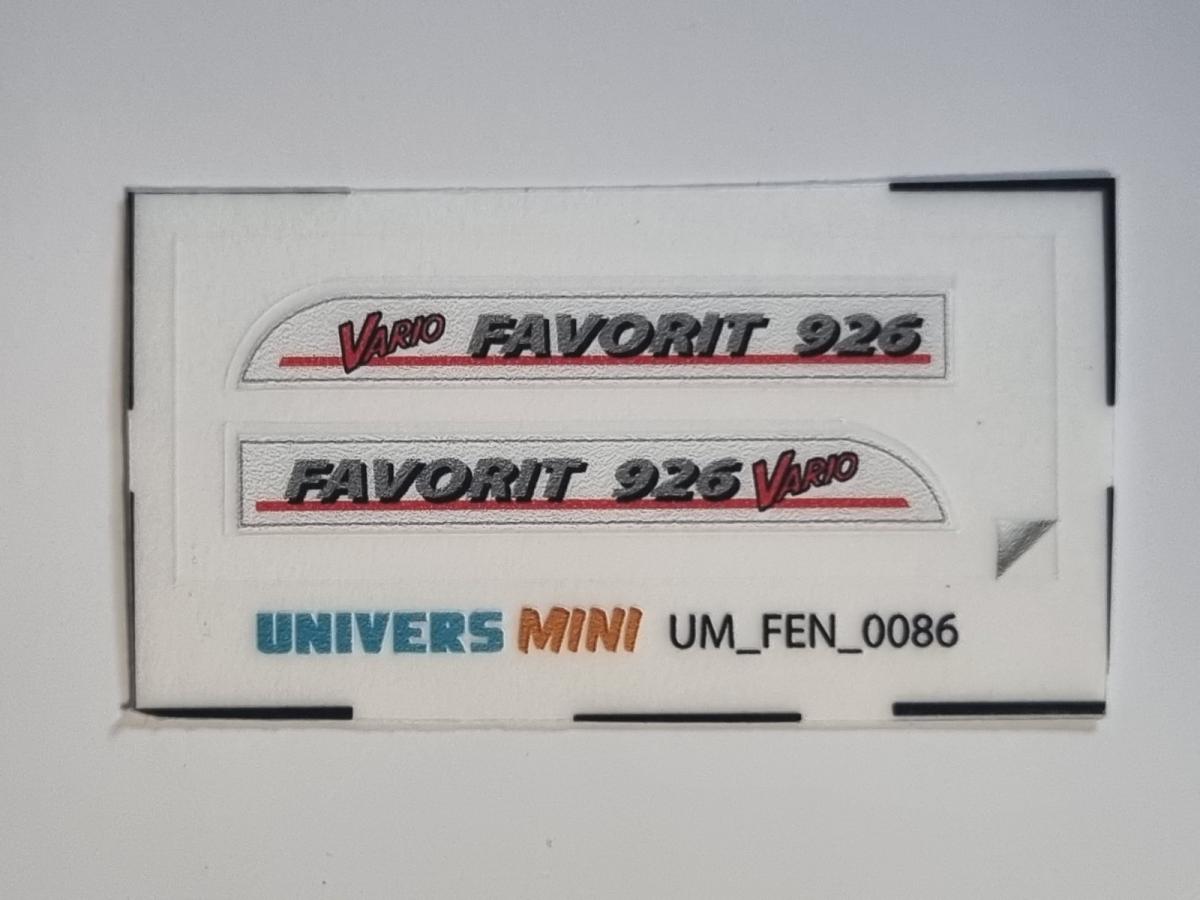 VARIO FAVORIT 926
FAVORIT 926 VARIO
UNIVERS MINI UM_FEN_0086